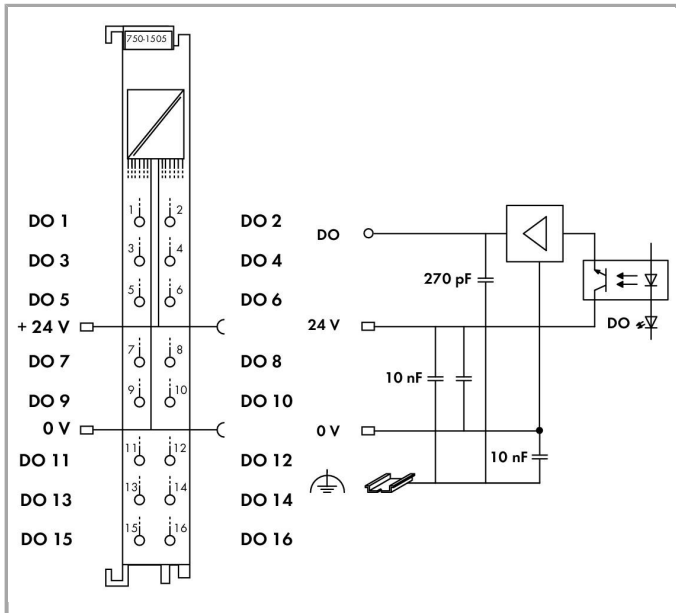 750-1505
1 2
DO 1 DO 2 DO
3 4
DO 3 DO 4
270 pF
5 6
DO 5 DO 6
+ 24 V 24 V DO
7 8
DO 7 DO 8
10 nF
9 10
DO 9 DO 10
0 V 0 V
11 12
DO 11 DO 12 10 nF
13 14
DO 13 DO 14
15 16
DO 15 DO 16